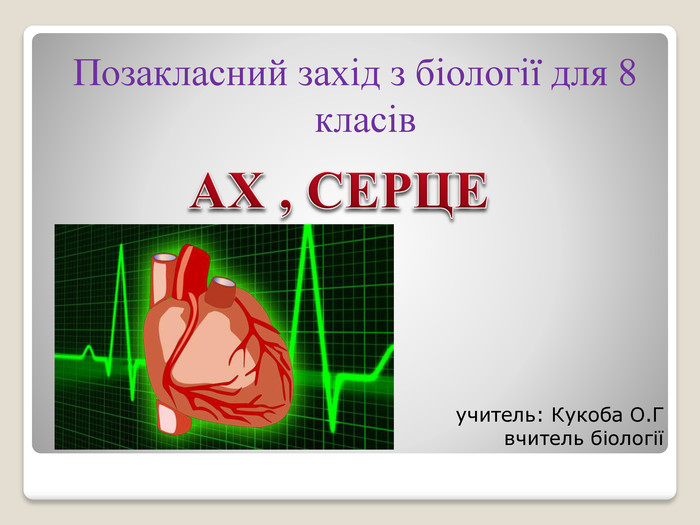 Позакласний захід з біології для 8
класів
АХ , СЕРЦЕ
учитель: Кукоба О.Г
вчитель біології